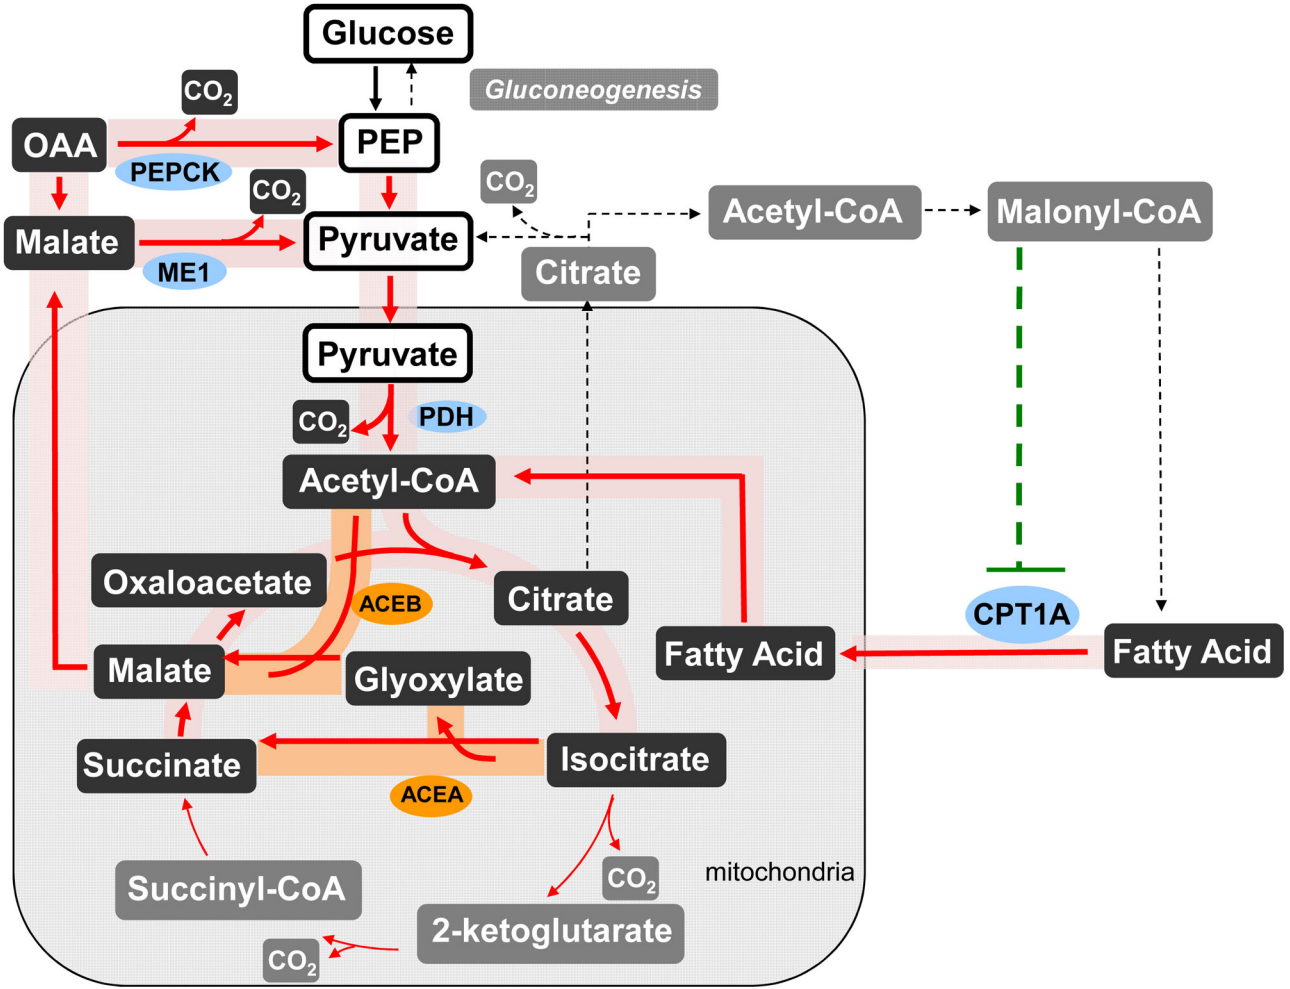 Glucose
Gluconeogenesis
CO2
OAA
PEP
PEPCK
CO2
CO2
Acetyl-CoA
Malonyl-CoA
Malate
Pyruvate
ME1
Citrate
Pyruvate
CO2
PDH
Acetyl-CoA
Oxaloacetate
ACEB
Citrate
CPT1A
Fatty Acid
Fatty Acid
Malate
Glyoxylate
Succinate
Isocitrate
ACEA
mitochondria
Succinyl-CoA
CO2
2-ketoglutarate
CO2